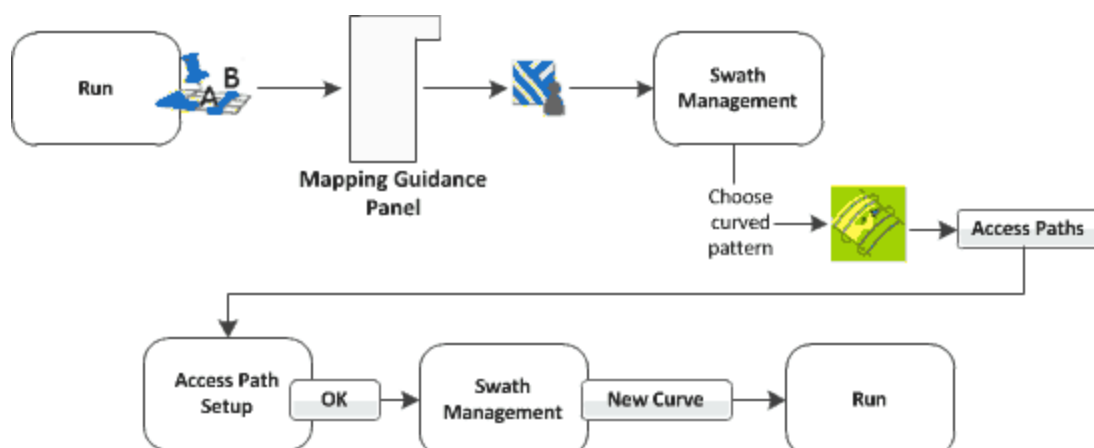 Run
A
B
Mapping Guidance
Panel
Swath
Management
Choose
curved
pattern
Access Paths
Access Path
Setup
OK
Swath
Management
New Curve
Run